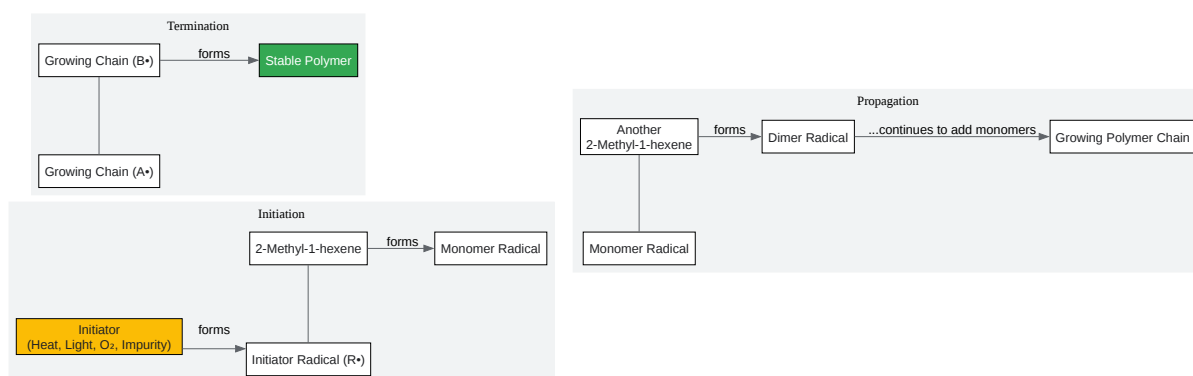 Termination
Growing Chain (B•)
forms
Stable Polymer
Growing Chain (A•)
Initiation
2-Methyl-1-hexene
forms
Monomer Radical
Initiator
(Heat, Light, O₂, Impurity)
forms
Initiator Radical (R•)
Propagation
Another
2-Methyl-1-hexene
forms
Dimer Radical
...continues to add monomers
Growing Polymer Chain
Monomer Radical